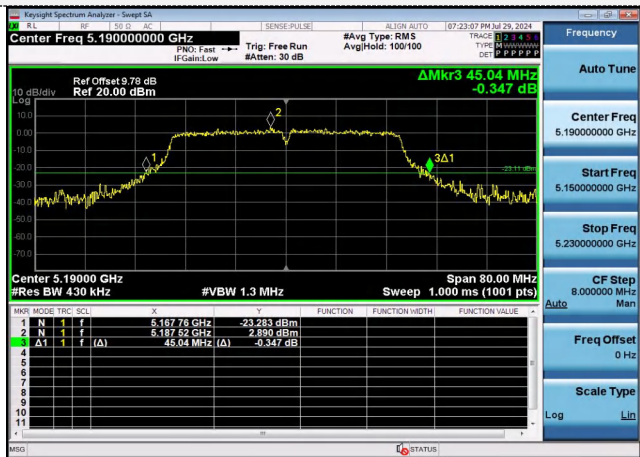 Keysight Spectrum Analyzer - Swept SA
RL RF 50 Ω AC SENSE:PULSE ALIGN AUTO 07:23:07 PM Jul 29, 2024
Center Freq 5.190000000 GHz #Avg Type: RMS TRACE 1 2 3 4 5 6
PNO: Fast Trig: Free Run Avg|Hold: 100/100 TYPE M WWWWW
IFGain:Low #Atten: 30 dB DET P P P P P P
ΔMkr3 45.04 MHz
-0.347 dB
Ref Offset 9.78 dB
10 dB/div Ref 20.00 dBm
Log
10.0
0.00
-10.0
-20.0
-30.0
-40.0
-50.0
-60.0
-70.0
1
2
3Δ1
-23.11 dBm
Center 5.19000 GHz Span 80.00 MHz
#Res BW 430 kHz #VBW 1.3 MHz Sweep 1.000 ms (1001 pts)
MKR MODE TRC SCL X Y FUNCTION FUNCTION WIDTH FUNCTION VALUE
1 N 1 f 5.167 76 GHz -23.283 dBm
2 N 1 f 5.187 52 GHz 2.890 dBm
3 Δ1 1 f (Δ) 45.04 MHz (Δ) -0.347 dB
4
5
6
7
8
9
10
11
MSG STATUS
Frequency
Auto Tune
Center Freq
5.190000000 GHz
Start Freq
5.150000000 GHz
Stop Freq
5.230000000 GHz
CF Step
8.000000 MHz
Auto Man
Freq Offset
0 Hz
Scale Type
Log Lin